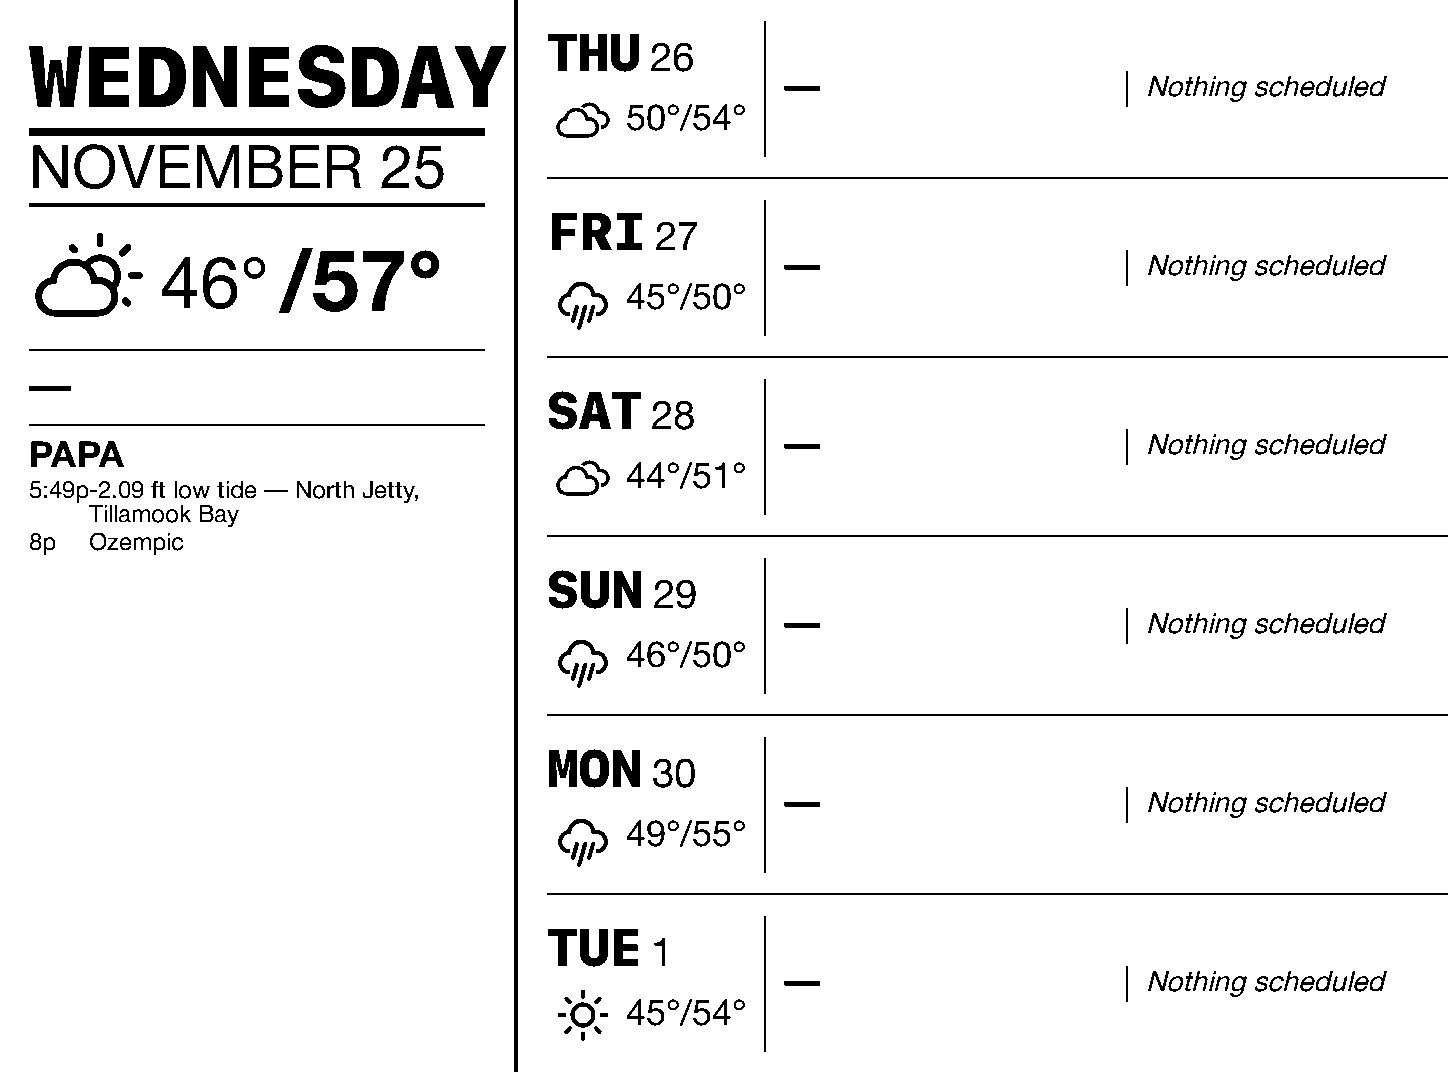 WEDNESDAY
NOVEMBER 25
46° /57°
—
PAPA
5:49p-2.09 ft low tide — North Jetty,
Tillamook Bay
8p Ozempic
THU 26
50°/54°
—
Nothing scheduled
FRI 27
45°/50°
—
Nothing scheduled
SAT 28
44°/51°
—
Nothing scheduled
SUN 29
46°/50°
—
Nothing scheduled
MON 30
49°/55°
—
Nothing scheduled
TUE 1
45°/54°
—
Nothing scheduled